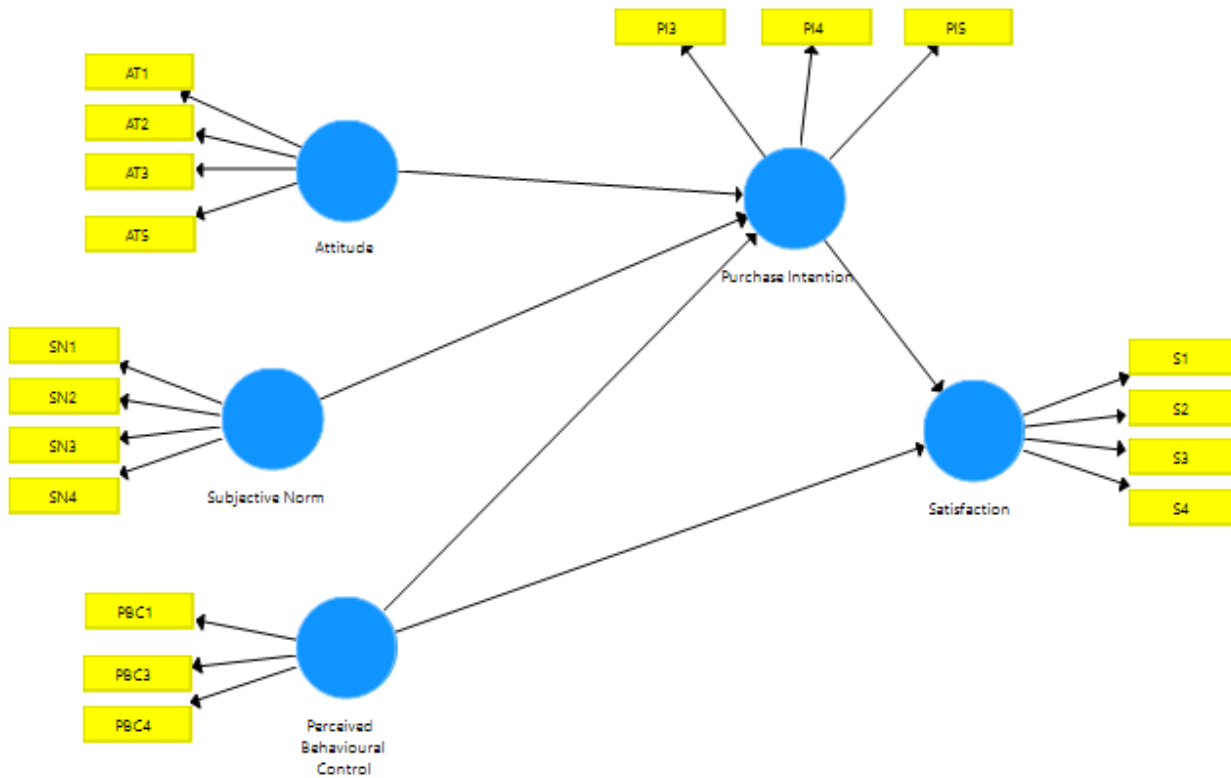 PI3
PI4
PI5
AT1
AT2
AT3
AT5
Attitude
Purchase Intention
SN1
SN2
SN3
SN4
Subjective Norm
S1
S2
S3
S4
Satisfaction
PBC1
PBC3
PBC4
Perceived
Behavioural
Control